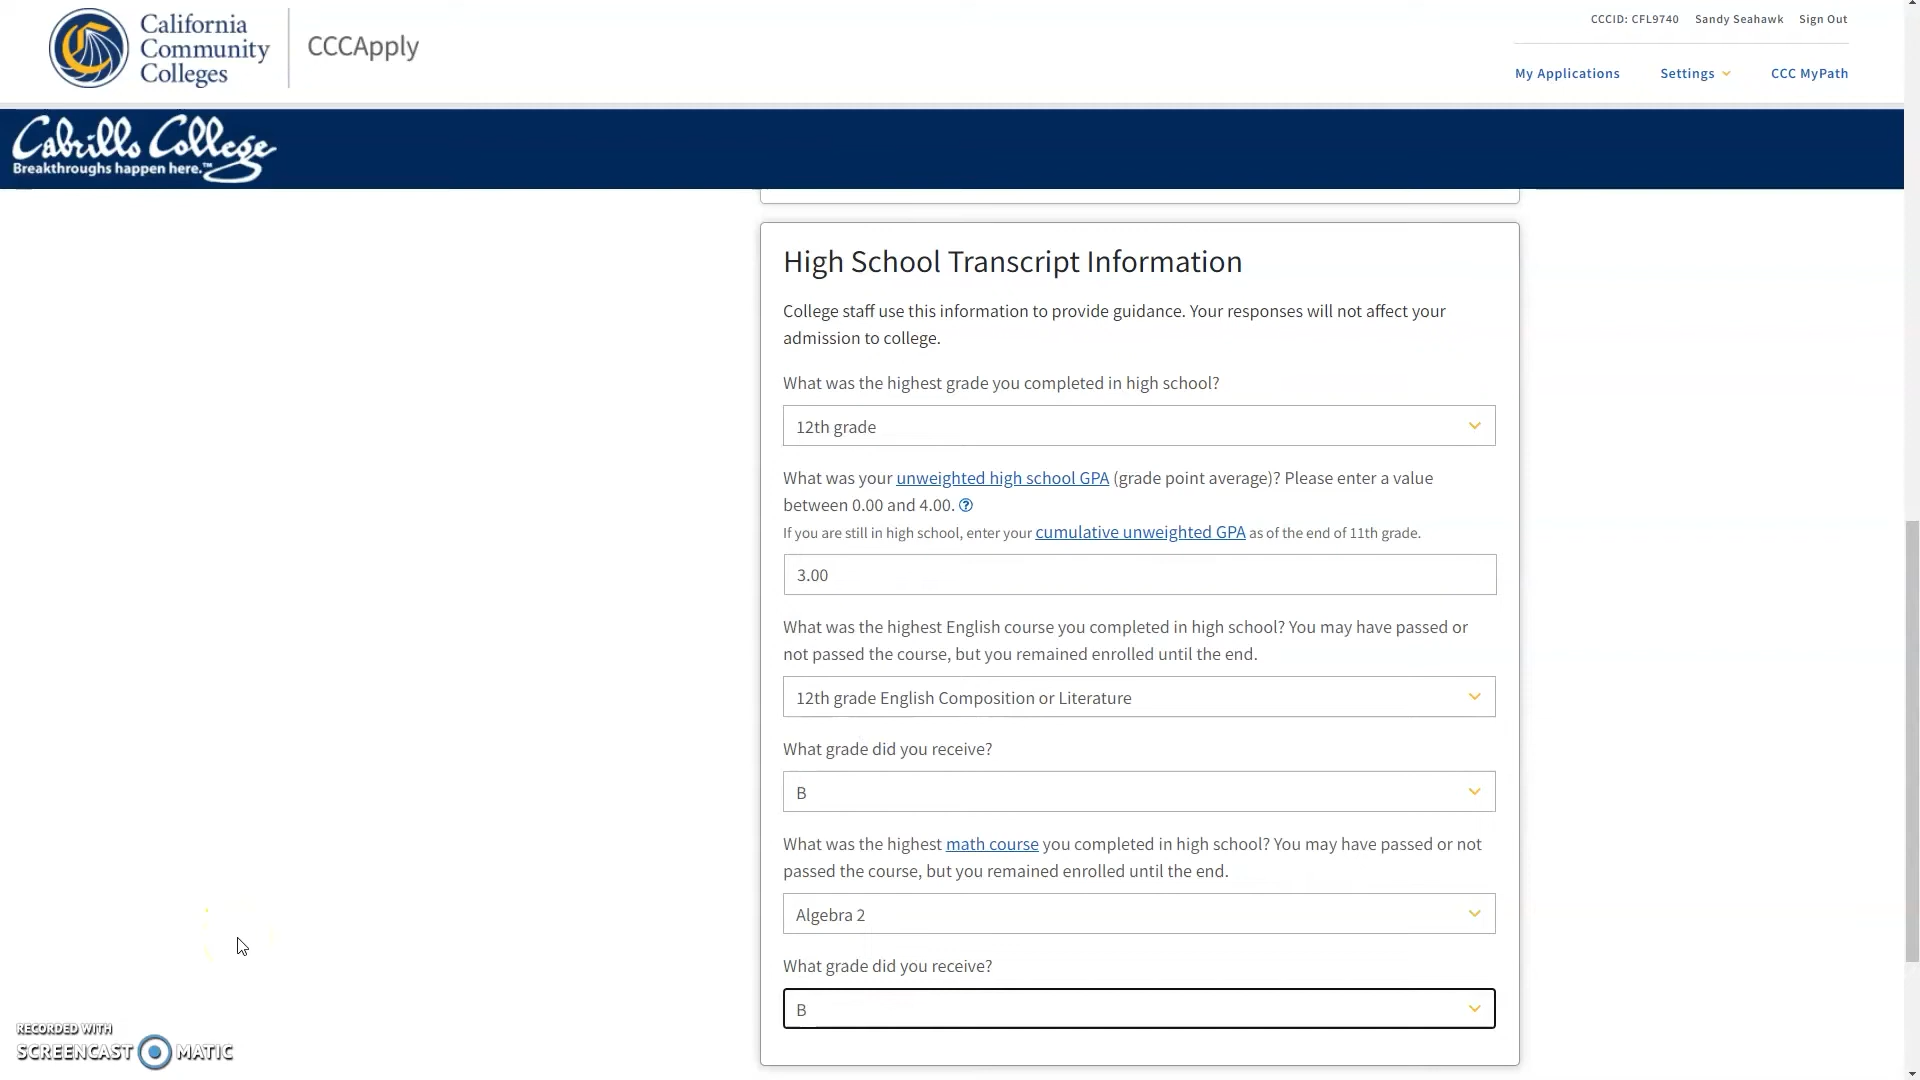 California
Community
Colleges
CCCApply
CCCID: CFL9740 Sandy Seahawk Sign Out
My Applications Settings CCC MyPath
Cabrillo College
Breakthroughs happen here.™
High School Transcript Information
College staff use this information to provide guidance. Your responses will not affect your
admission to college.
What was the highest grade you completed in high school?
12th grade
What was your unweighted high school GPA (grade point average)? Please enter a value
between 0.00 and 4.00. ?
If you are still in high school, enter your cumulative unweighted GPA as of the end of 11th grade.
3.00
What was the highest English course you completed in high school? You may have passed or
not passed the course, but you remained enrolled until the end.
12th grade English Composition or Literature
What grade did you receive?
B
What was the highest math course you completed in high school? You may have passed or not
passed the course, but you remained enrolled until the end.
Algebra 2
What grade did you receive?
B
RECORDED WITH
SCREENCAST MATIC